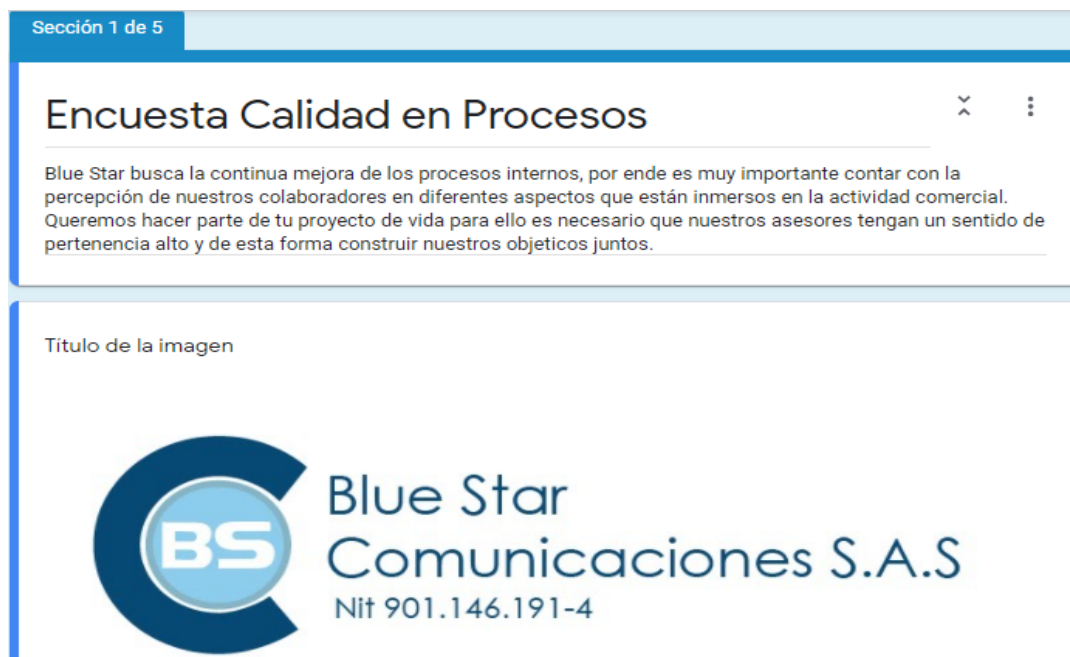 Sección 1 de 5
Encuesta Calidad en Procesos
Blue Star busca la continua mejora de los procesos internos, por ende es muy importante contar con la
percepción de nuestros colaboradores en diferentes aspectos que están inmersos en la actividad comercial.
Queremos hacer parte de tu proyecto de vida para ello es necesario que nuestros asesores tengan un sentido de
pertenencia alto y de esta forma construir nuestros objeticos juntos.
Título de la imagen
BS
Blue Star
Comunicaciones S.A.S
Nit 901.146.191-4